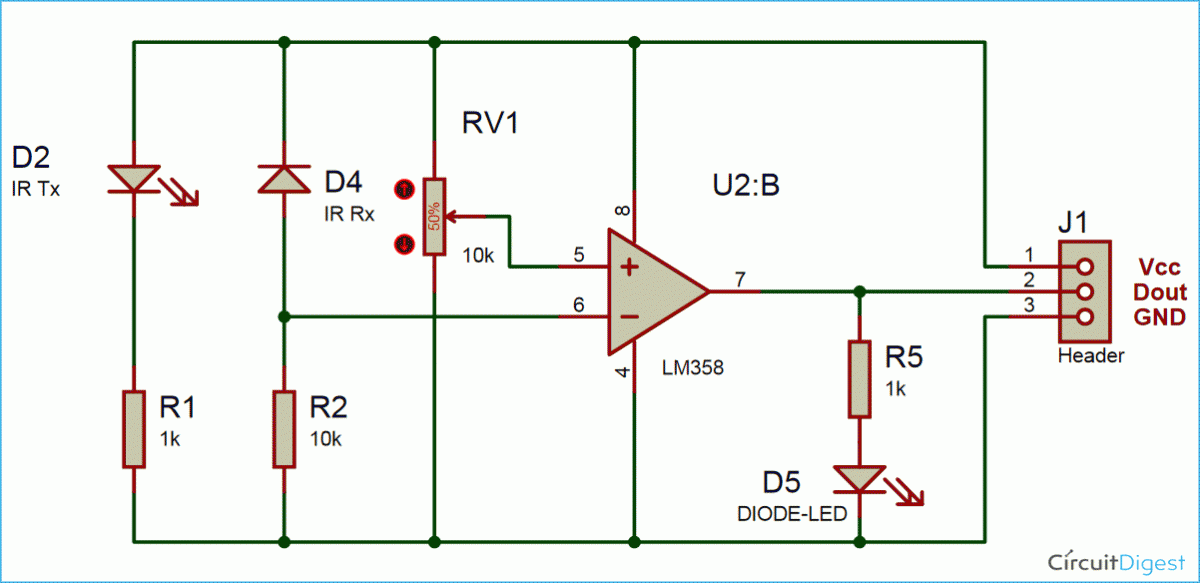 D2
IR Tx
D4
IR Rx
RV1
50%
10k
U2:B
8
5
6
7
4
LM358
J1
1
2
3
Vcc
Dout
GND
Header
R1
1k
R2
10k
R5
1k
D5
DIODE-LED
CircuitDigest